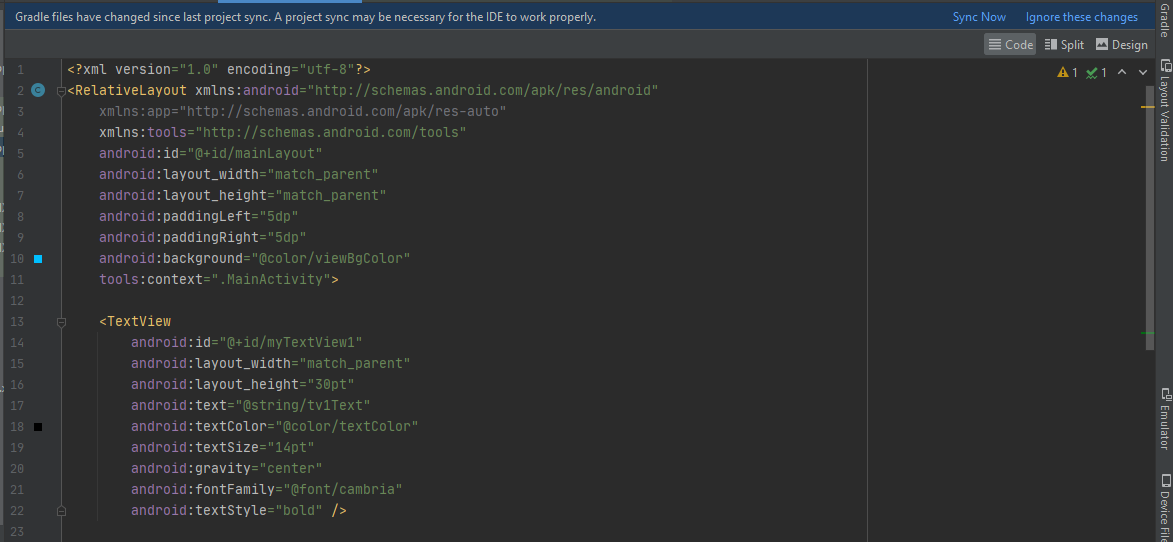 Gradle files have changed since last project sync. A project sync may be necessary for the IDE to work properly. Sync Now Ignore these changes
Code Split Design
1 <?xml version="1.0" encoding="utf-8"?>
2 <RelativeLayout xmlns:android="http://schemas.android.com/apk/res/android"
3 xmlns:app="http://schemas.android.com/apk/res-auto"
4 xmlns:tools="http://schemas.android.com/tools"
5 android:id="@+id/mainLayout"
6 android:layout_width="match_parent"
7 android:layout_height="match_parent"
8 android:paddingLeft="5dp"
9 android:paddingRight="5dp"
10 android:background="@color/viewBgColor"
11 tools:context=".MainActivity">
12
13 <TextView
14 android:id="@+id/myTextView1"
15 android:layout_width="match_parent"
16 android:layout_height="30pt"
17 android:text="@string/tv1Text"
18 android:textColor="@color/textColor"
19 android:textSize="14pt"
20 android:gravity="center"
21 android:fontFamily="@font/cambria"
22 android:textStyle="bold" />
23
1 1
Gradle
Layout Validation
Emulator
Device File